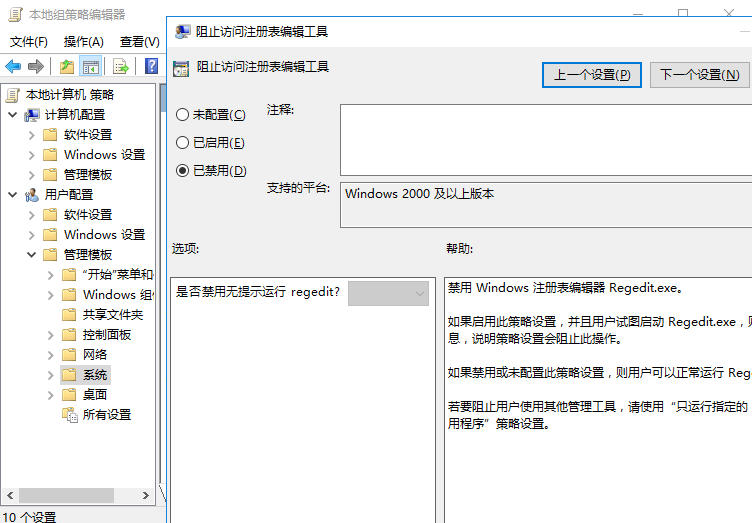 本地组策略编辑器
文件(F) 操作(A) 查看(V)
本地计算机 策略
计算机配置
软件设置
Windows 设置
管理模板
用户配置
软件设置
Windows 设置
管理模板
“开始”菜单和
Windows 组
共享文件夹
控制面板
网络
系统
桌面
所有设置
10 个设置
阻止访问注册表编辑工具
阻止访问注册表编辑工具
上一个设置(P) 下一个设置(N)
未配置(C)
已启用(E)
已禁用(D)
注释:
支持的平台:
Windows 2000 及以上版本
选项:
是否禁用无提示运行 regedit?
帮助:
禁用 Windows 注册表编辑器 Regedit.exe。
如果启用此策略设置，并且用户试图启动 Regedit.exe，则
息，说明策略设置会阻止此操作。
如果禁用或未配置此策略设置，则用户可以正常运行 Reg
若要阻止用户使用其他管理工具，请使用“只运行指定的
用程序”策略设置。